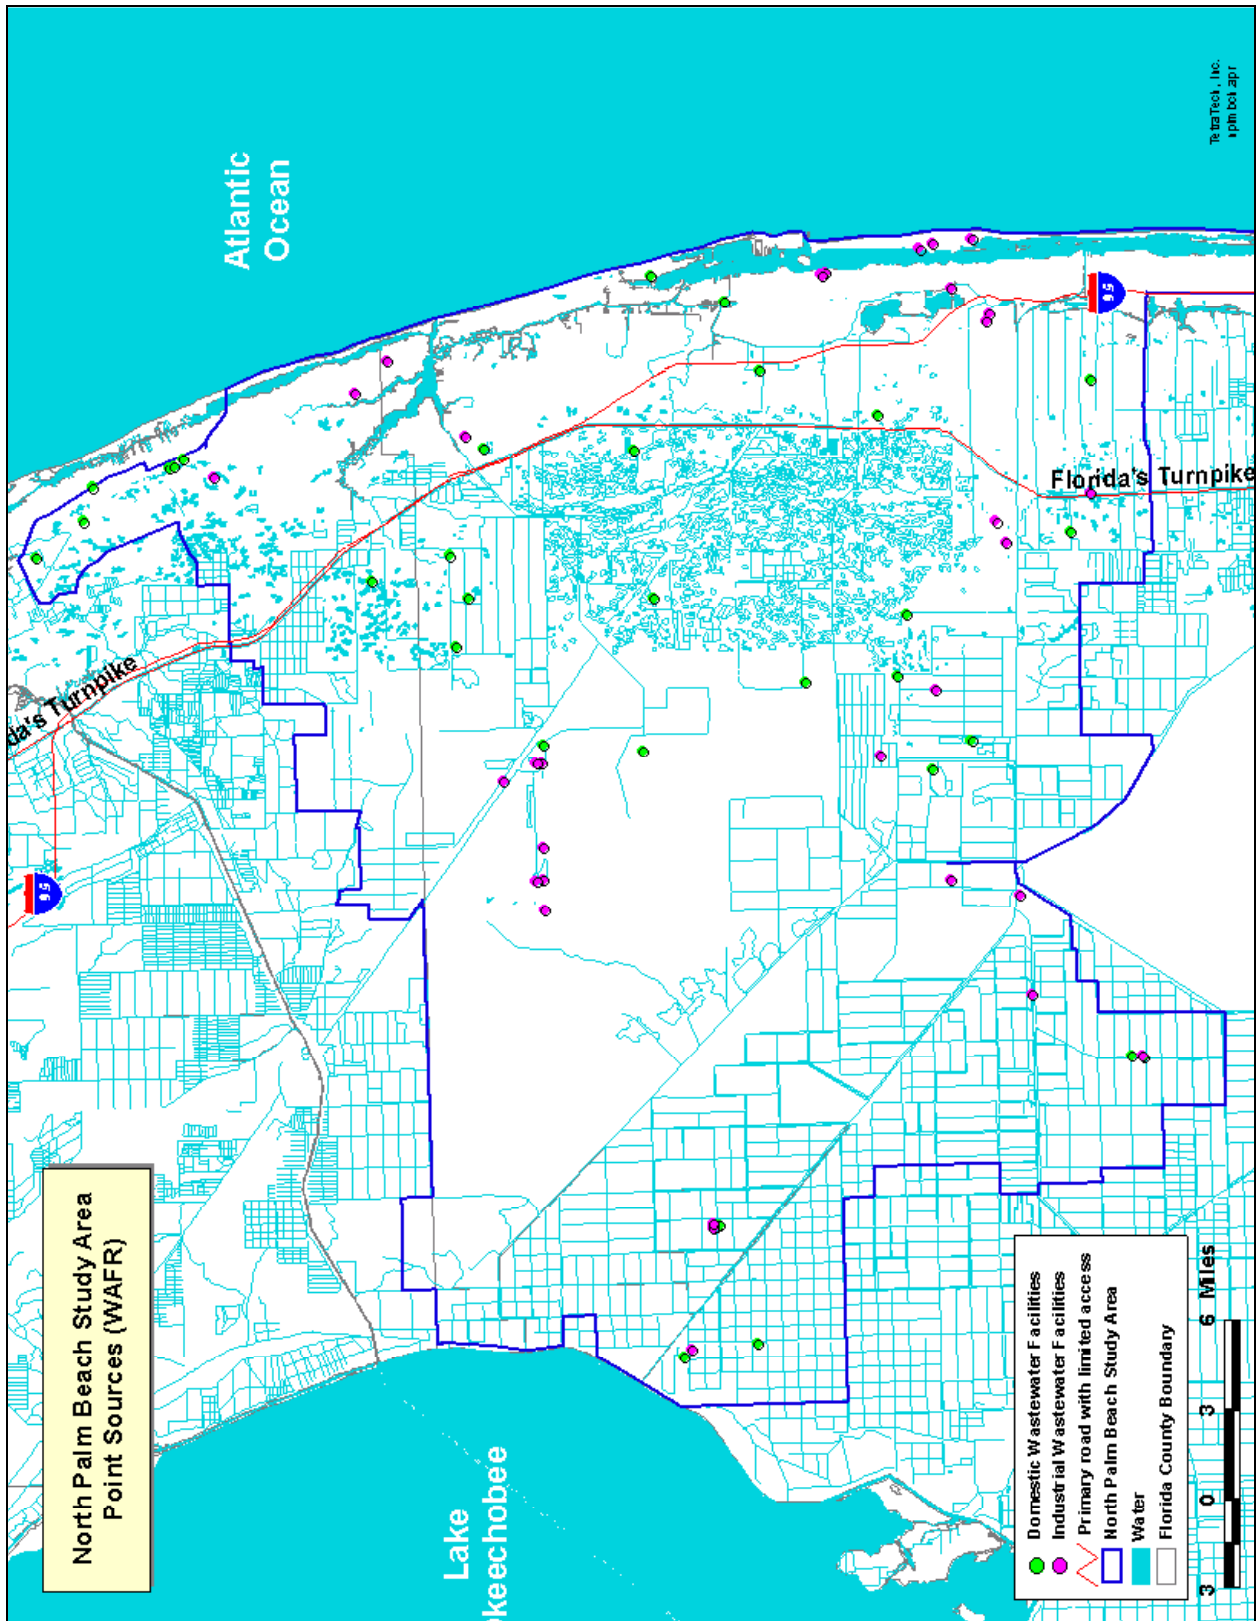 North Palm Beach Study Area
Point Sources (WAFR)
Atlantic
Ocean
Lake
keechobee
da's Turnpike
Florida's Turnpike
95
95
Domestic Wastewater Facilities
Industrial Wastewater Facilities
Primary road with limited access
North Palm Beach Study Area
Water
Florida County Boundary
3 0 3 6 Miles
TetraTech, Inc.